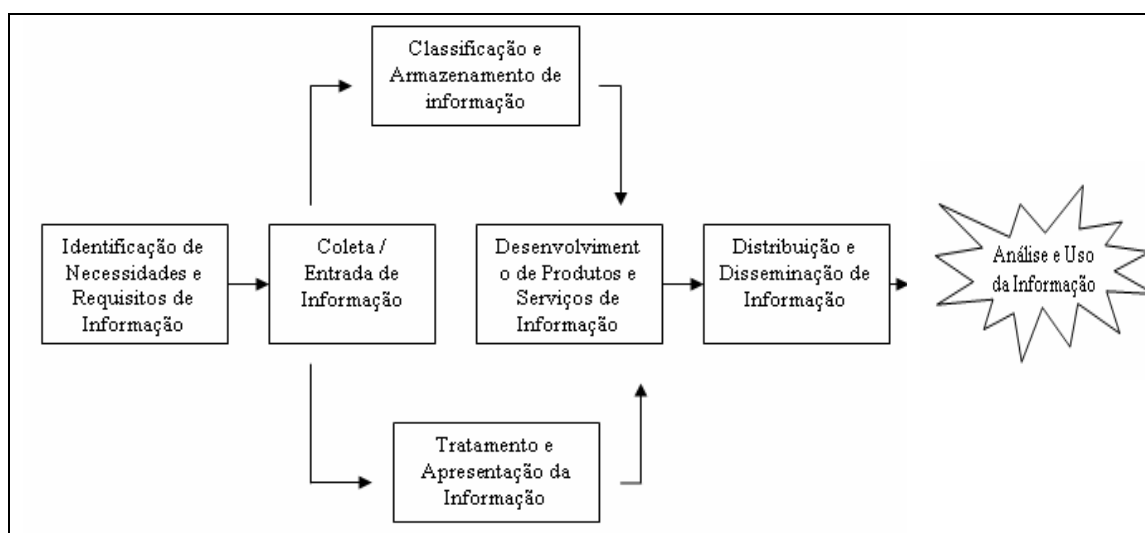 Classificação e
Armazenamento de
informação
Identificação de
Necessidades e
Requisitos de
Informação
Coleta /
Entrada de
Informação
Desenvolviment
o de Produtos e
Serviços de
Informação
Distribuição e
Disseminação de
Informação
Análise e Uso
da Informação
Tratamento e
Apresentação da
Informação